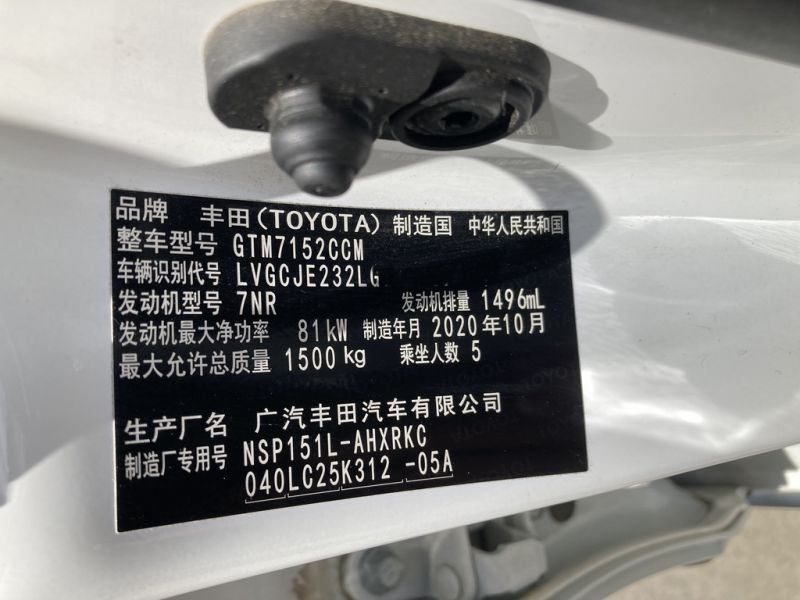 品牌 丰田(TOYOTA) 制造国 中华人民共和国
整车型号 GTM7152CCM
车辆识别代号 LVGCJE232LG
发动机型号 7NR 发动机排量 1496mL
发动机最大净功率 81kW 制造年月 2020年10月
最大允许总质量 1500kg 乘坐人数 5
生产厂名 广汽丰田汽车有限公司
制造厂专用号 NSP151L-AHXRKC
040LC25K312 -05A